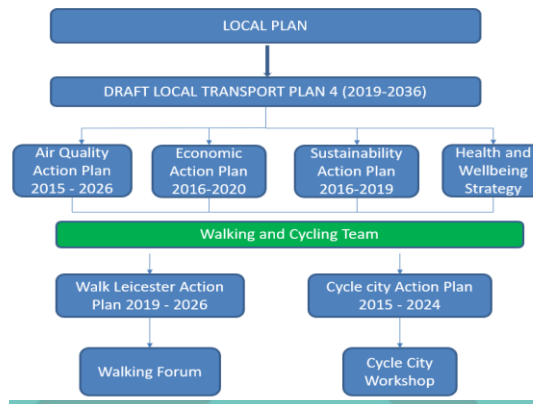 LOCAL PLAN
DRAFT LOCAL TRANSPORT PLAN 4 (2019-2036)
Air Quality
Action Plan
2015 - 2026
Economic
Action Plan
2016-2020
Sustainability
Action Plan
2016-2019
Health and
Wellbeing
Strategy
Walking and Cycling Team
Walk Leicester Action
Plan 2019 - 2026
Cycle city Action Plan
2015 - 2024
Walking Forum
Cycle City
Workshop